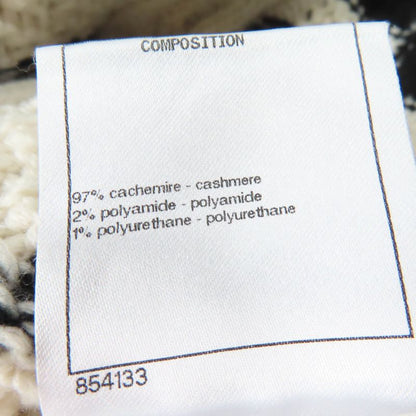 COMPOSITION
97% cachemire - cashmere
2% polyamide - polyamide
1% polyurethane - polyurethane
854133